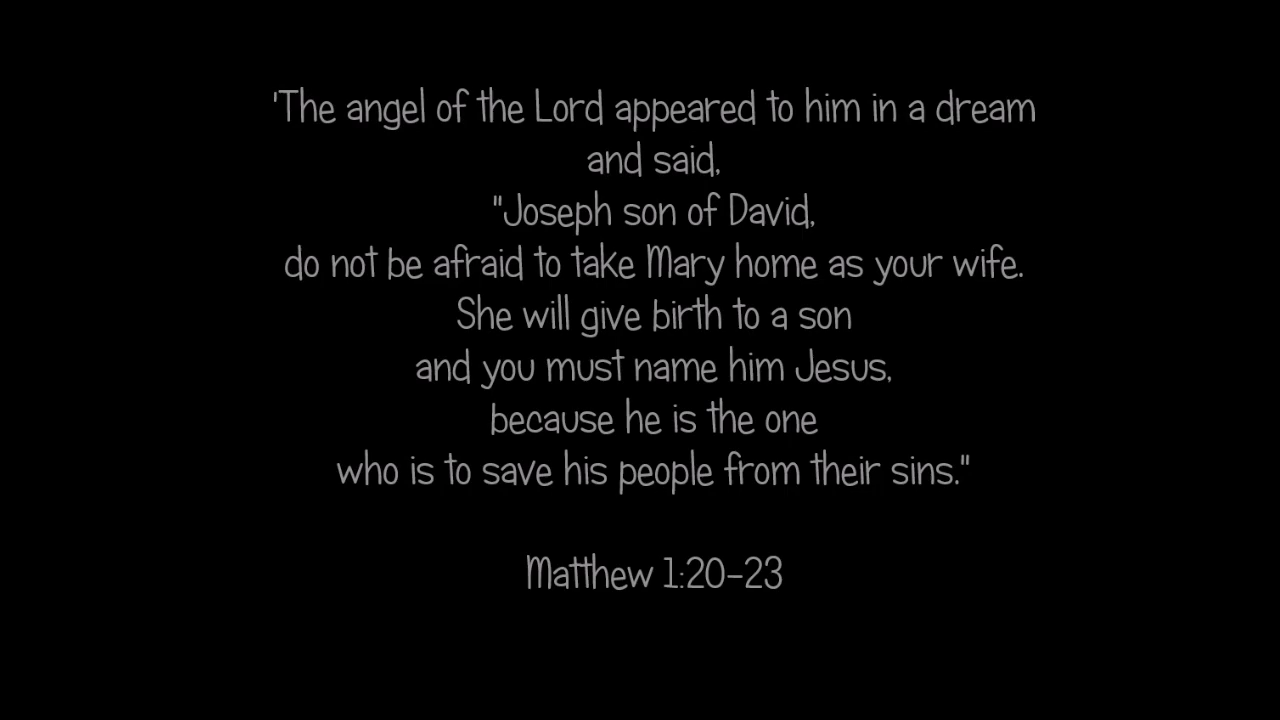 'The angel of the Lord appeared to him in a dream
and said,
"Joseph son of David,
do not be afraid to take Mary home as your wife.
She will give birth to a son
and you must name him Jesus,
because he is the one
who is to save his people from their sins."
Matthew 1:20-23